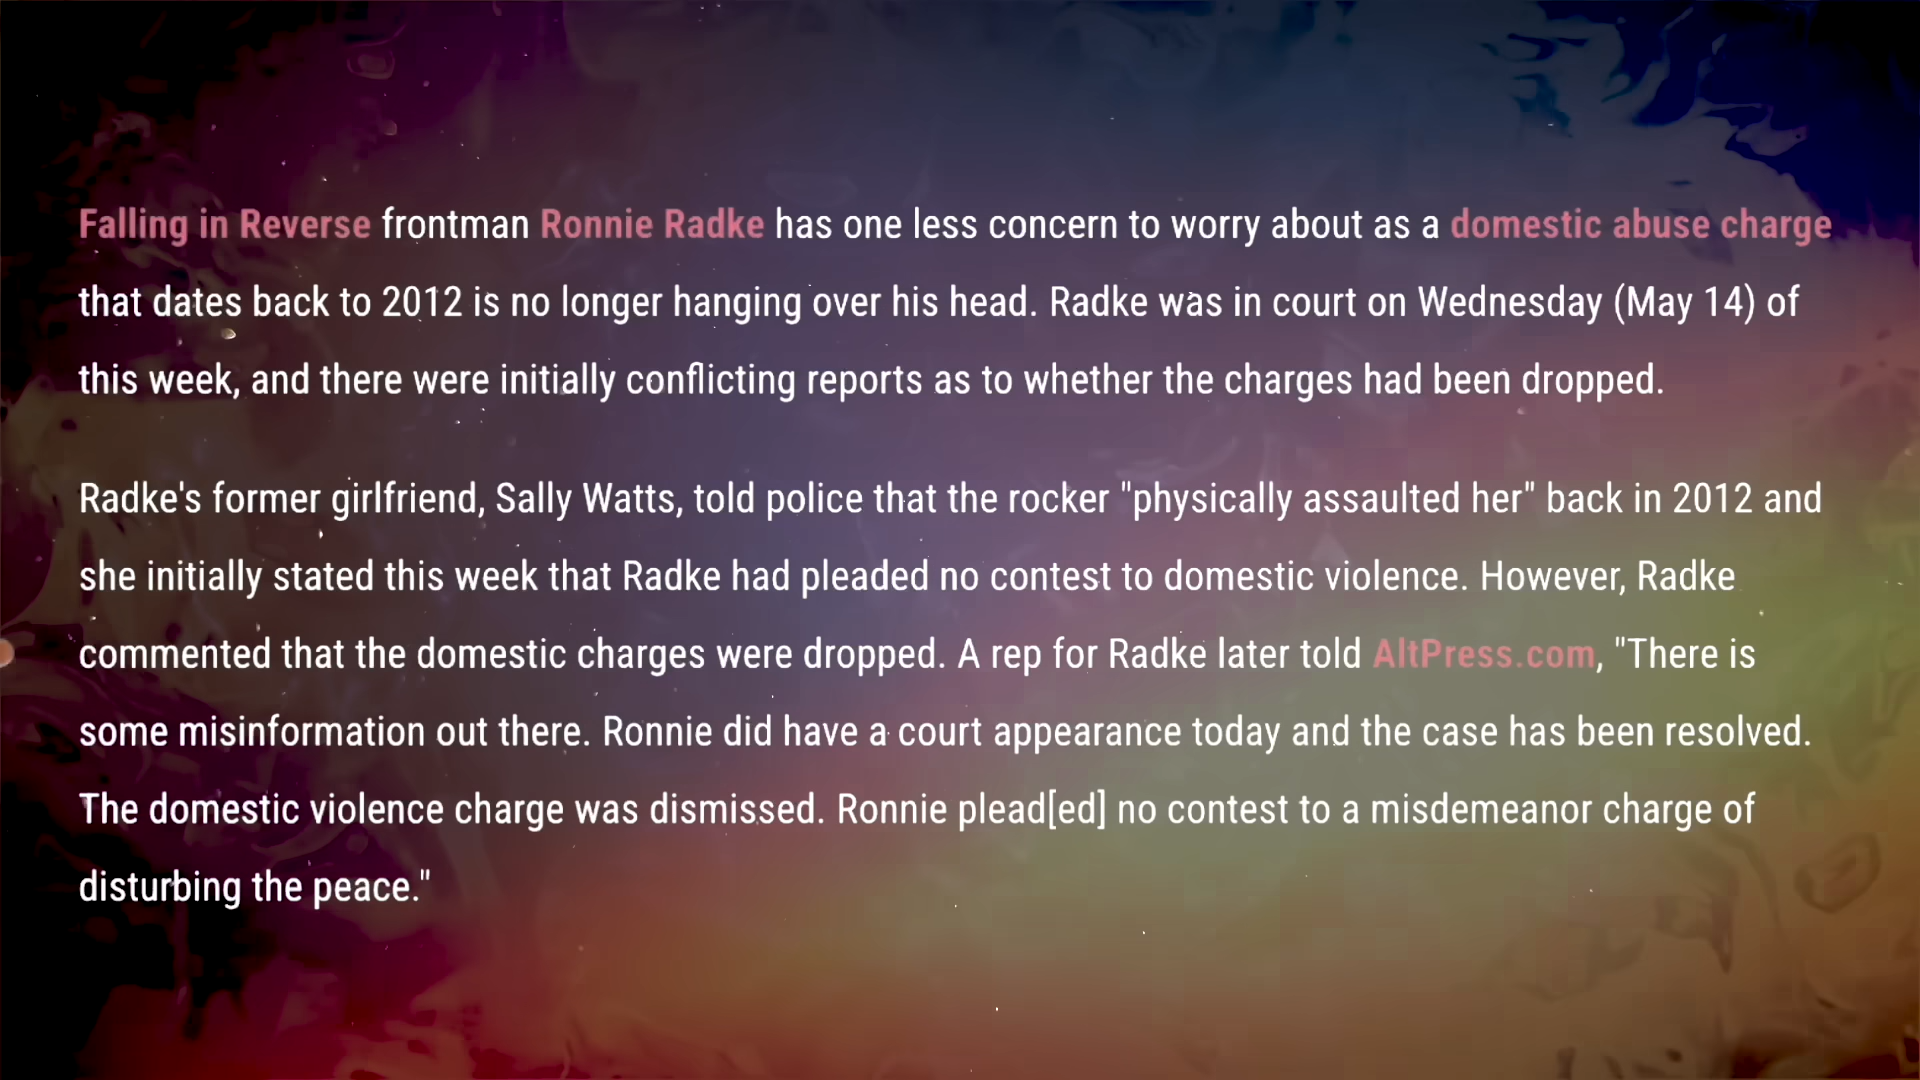 Falling in Reverse frontman Ronnie Radke has one less concern to worry about as a domestic abuse charge
that dates back to 2012 is no longer hanging over his head. Radke was in court on Wednesday (May 14) of
this week, and there were initially conflicting reports as to whether the charges had been dropped.
Radke's former girlfriend, Sally Watts, told police that the rocker "physically assaulted her" back in 2012 and
she initially stated this week that Radke had pleaded no contest to domestic violence. However, Radke
commented that the domestic charges were dropped. A rep for Radke later told AltPress.com, "There is
some misinformation out there. Ronnie did have a court appearance today and the case has been resolved.
The domestic violence charge was dismissed. Ronnie plead[ed] no contest to a misdemeanor charge of
disturbing the peace."